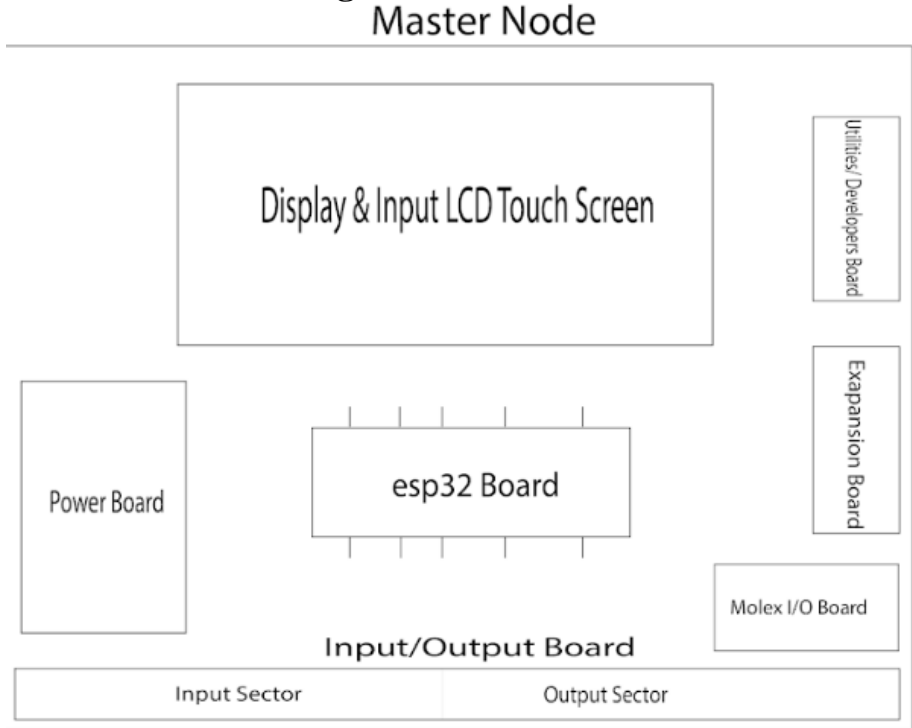 Master Node
Display & Input LCD Touch Screen
Utilities/ Developers Board
Exapansion Board
Power Board
esp32 Board
Molex I/O Board
Input/Output Board
Input Sector
Output Sector